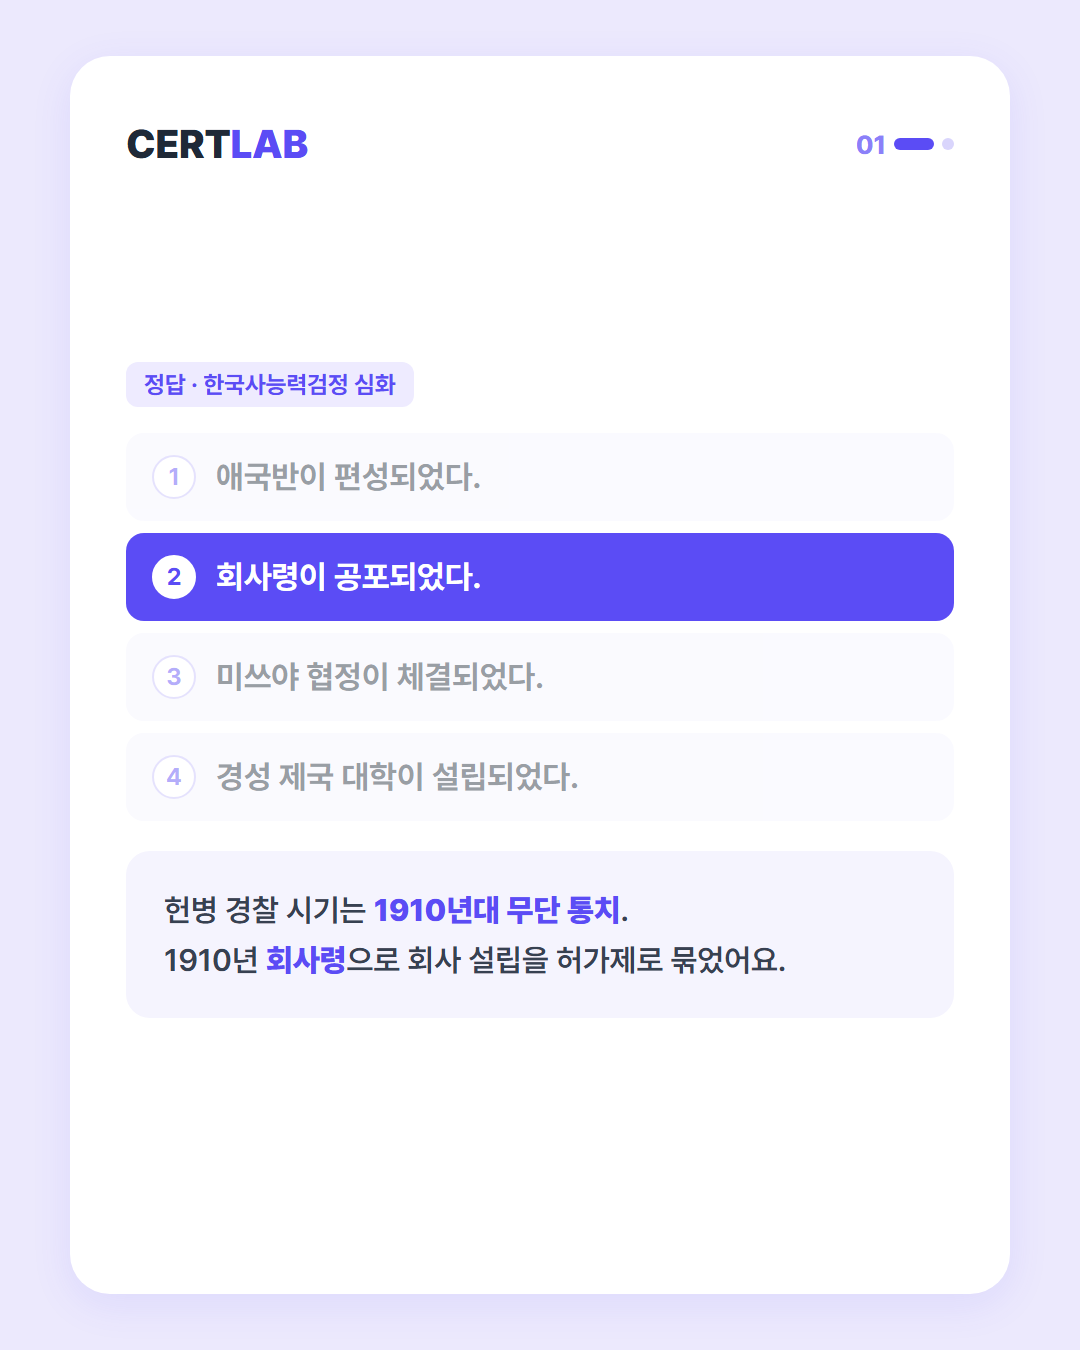 CERTLAB
01
정답 · 한국사능력검정 심화
1 애국반이 편성되었다.
2 회사령이 공포되었다.
3 미쓰야 협정이 체결되었다.
4 경성 제국 대학이 설립되었다.
헌병 경찰 시기는 1910년대 무단 통치.
1910년 회사령으로 회사 설립을 허가제로 묶었어요.